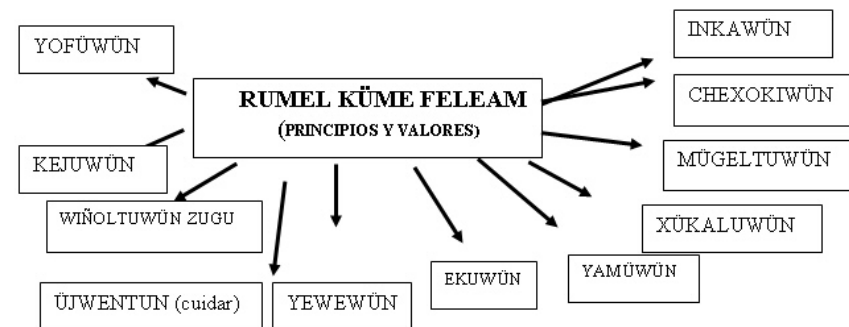 YOFÜWÜN
INKAWÜN
RUMEL KÜME FELEAM
(PRINCIPIOS Y VALORES)
CHEXOKIWÜN
KEJUWÜN
MÜGELTUWÜN
WIÑOLTUWÜN ZUGU
XÜKALUWÜN
ÜJWENTUN (cuidar)
YEWEWÜN
EKUWÜN
YAMÜWÜN